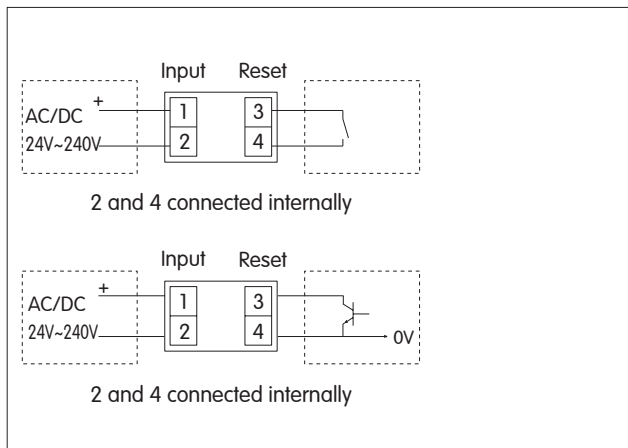 Input Reset
+
AC/DC 1 3
24V~240V 2 4
2 and 4 connected internally
Input Reset
+
AC/DC 1 3
24V~240V 2 4 0V
2 and 4 connected internally